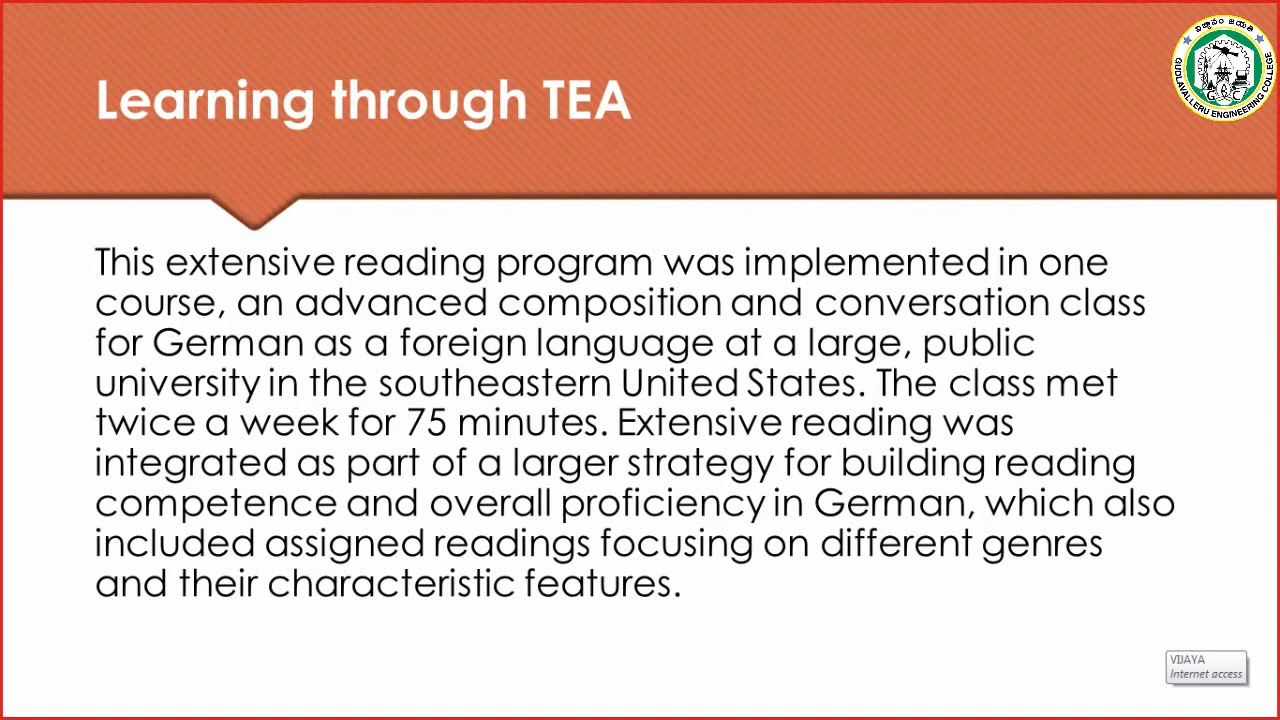 Learning through TEA
GUDLAVALLERU ENGINEERING COLLEGE
This extensive reading program was implemented in one
course, an advanced composition and conversation class
for German as a foreign language at a large, public
university in the southeastern United States. The class met
twice a week for 75 minutes. Extensive reading was
integrated as part of a larger strategy for building reading
competence and overall proficiency in German, which also
included assigned readings focusing on different genres
and their characteristic features.
VIJAYA
Internet access